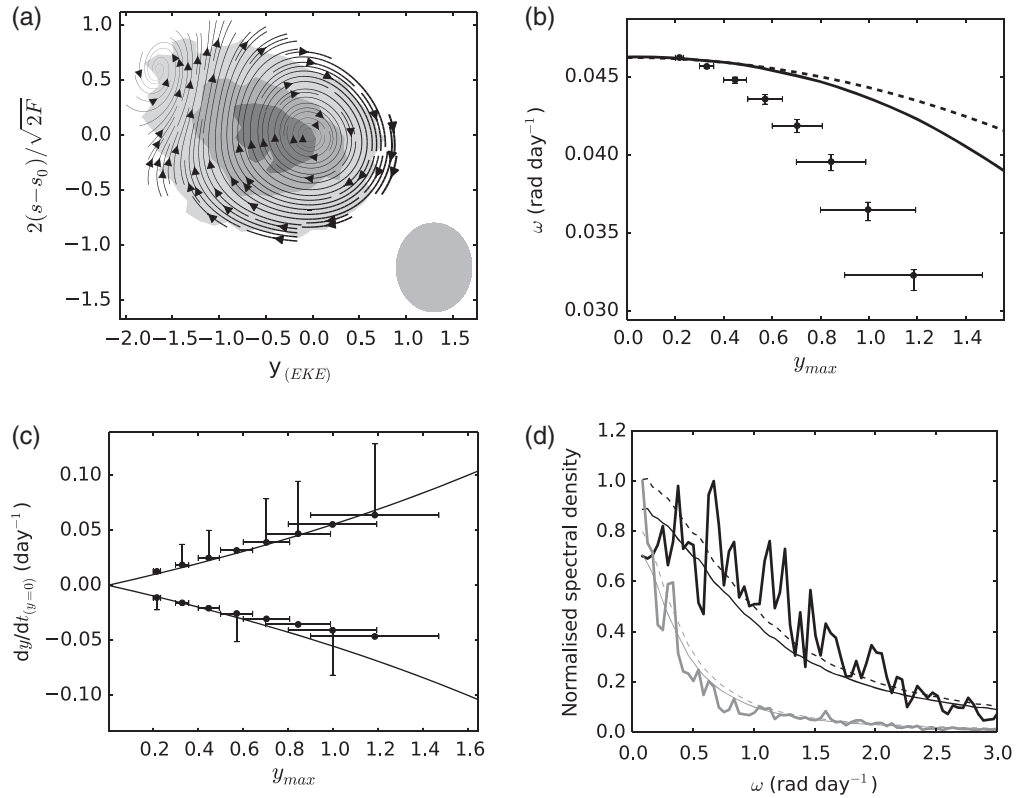 (a)
1.0
0.5
0.0
−0.5
−1.0
−1.5
2(s−s₀)/√2F
−2.0 −1.5 −1.0 −0.5 0.0 0.5 1.0 1.5
y (EKE)
(b)
0.045
0.040
0.035
0.030
ω (rad day⁻¹)
0.0 0.2 0.4 0.6 0.8 1.0 1.2 1.4
y max
(c)
0.10
0.05
0.00
−0.05
−0.10
dy/dt (y=0) (day⁻¹)
0.2 0.4 0.6 0.8 1.0 1.2 1.4 1.6
y max
(d)
1.2
1.0
0.8
0.6
0.4
0.2
0.0
Normalised spectral density
0.0 0.5 1.0 1.5 2.0 2.5 3.0
ω (rad day⁻¹)